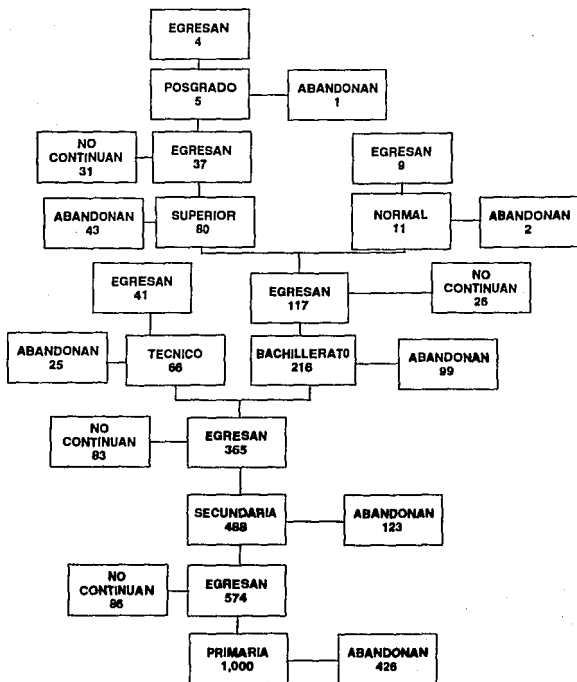 EGRESAN
4
POSGRADO
5
ABANDONAN
1
NO
CONTINUAN
31
EGRESAN
37
EGRESAN
9
ABANDONAN
43
SUPERIOR
80
NORMAL
11
ABANDONAN
2
EGRESAN
41
EGRESAN
117
NO
CONTINUAN
26
ABANDONAN
25
TECNICO
66
BACHILLERATO
216
ABANDONAN
99
NO
CONTINUAN
83
EGRESAN
365
SECUNDARIA
488
ABANDONAN
123
NO
CONTINUAN
86
EGRESAN
574
PRIMARIA
1,000
ABANDONAN
426